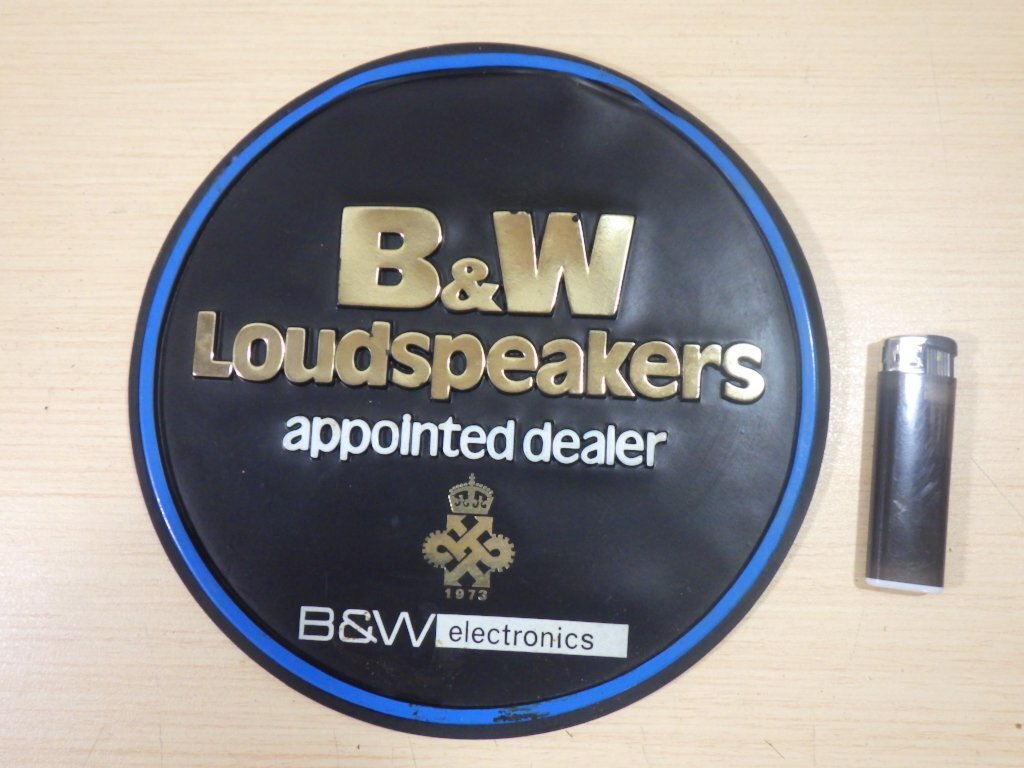 B&W
Loudspeakers
appointed dealer
1973
B&W electronics